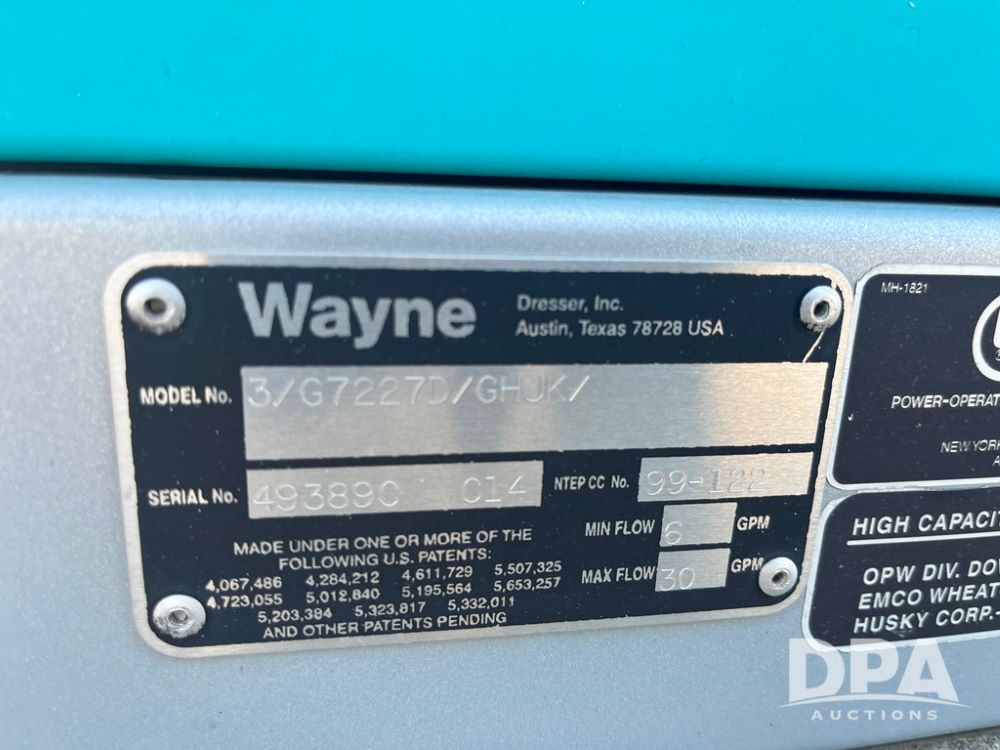 Wayne
Dresser, Inc.
Austin, Texas 78728 USA
MODEL No. 3/G7227D/GHJK/
SERIAL No. 493890 C14
NTEP CC No. 99-122
MIN FLOW 6 GPM
MAX FLOW 30 GPM
MADE UNDER ONE OR MORE OF THE
FOLLOWING U.S. PATENTS:
4,067,486 4,284,212 4,611,729 5,507,325
4,723,055 5,012,840 5,195,564 5,653,257
5,203,384 5,323,817 5,332,011
AND OTHER PATENTS PENDING
MH-1821
POWER-OPERAT
NEW YORK
HIGH CAPACIT
OPW DIV. DO
EMCO WHEAT
HUSKY CORP.-
DPA
AUCTIONS